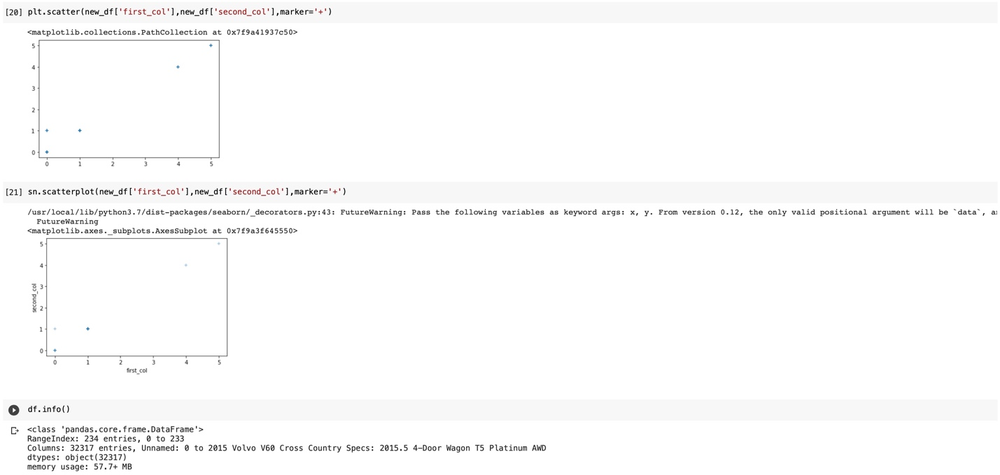 [20] plt.scatter(new_df['first_col'],new_df['second_col'],marker='+')
<matplotlib.collections.PathCollection at 0x7f9a41937c50>
5
4
3
2
1
0
0 1 2 3 4 5
[21] sn.scatterplot(new_df['first_col'],new_df['second_col'],marker='+')
/usr/local/lib/python3.7/dist-packages/seaborn/_decorators.py:43: FutureWarning: Pass the following variables as keyword args: x, y. From version 0.12, the only valid positional argument will be `data`,
FutureWarning
<matplotlib.axes._subplots.AxesSubplot at 0x7f9a3f645550>
5
4
3
2
1
0
second_col
0 1 2 3 4 5
first_col
df.info()
<class 'pandas.core.frame.DataFrame'>
RangeIndex: 234 entries, 0 to 233
Columns: 32317 entries, Unnamed: 0 to 2015 Volvo V60 Cross Country Specs: 2015.5 4-Door Wagon T5 Platinum AWD
dtypes: object(32317)
memory usage: 57.7+ MB